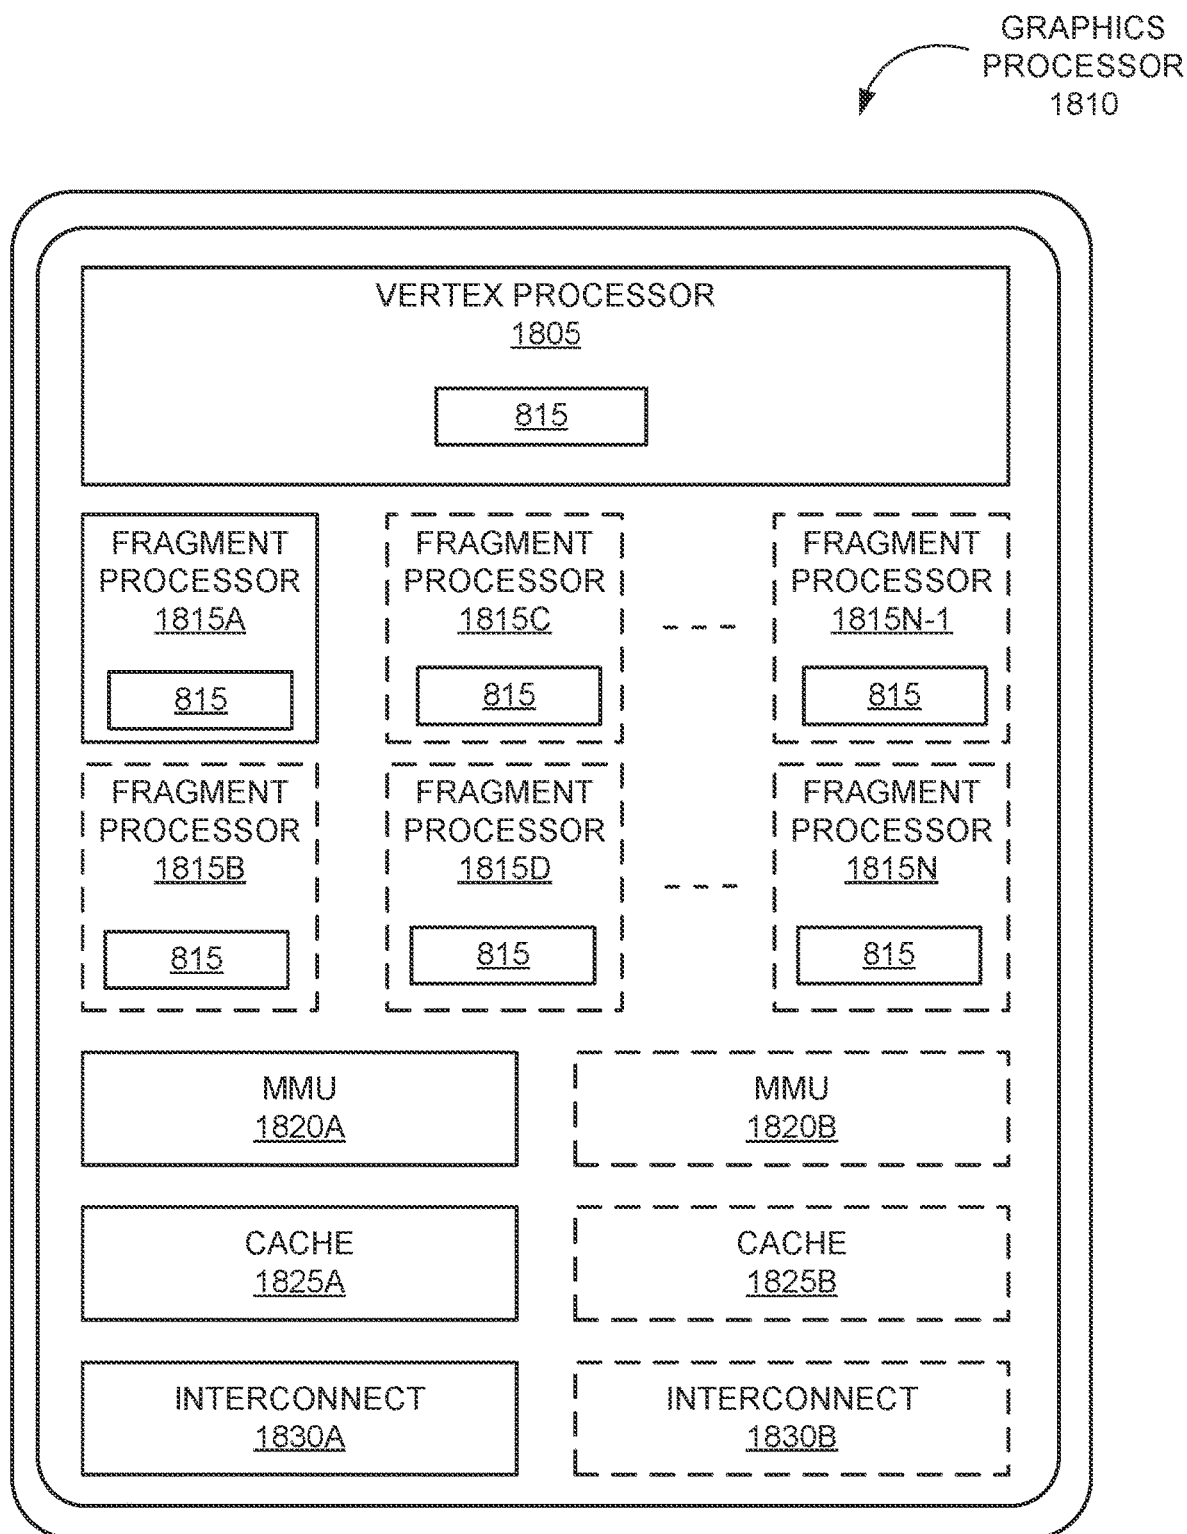 GRAPHICS
PROCESSOR
1810
VERTEX PROCESSOR
1805
815
FRAGMENT
PROCESSOR
1815A
815
FRAGMENT
PROCESSOR
1815C
815
FRAGMENT
PROCESSOR
1815N-1
815
FRAGMENT
PROCESSOR
1815B
815
FRAGMENT
PROCESSOR
1815D
815
FRAGMENT
PROCESSOR
1815N
815
MMU
1820A
MMU
1820B
CACHE
1825A
CACHE
1825B
INTERCONNECT
1830A
INTERCONNECT
1830B